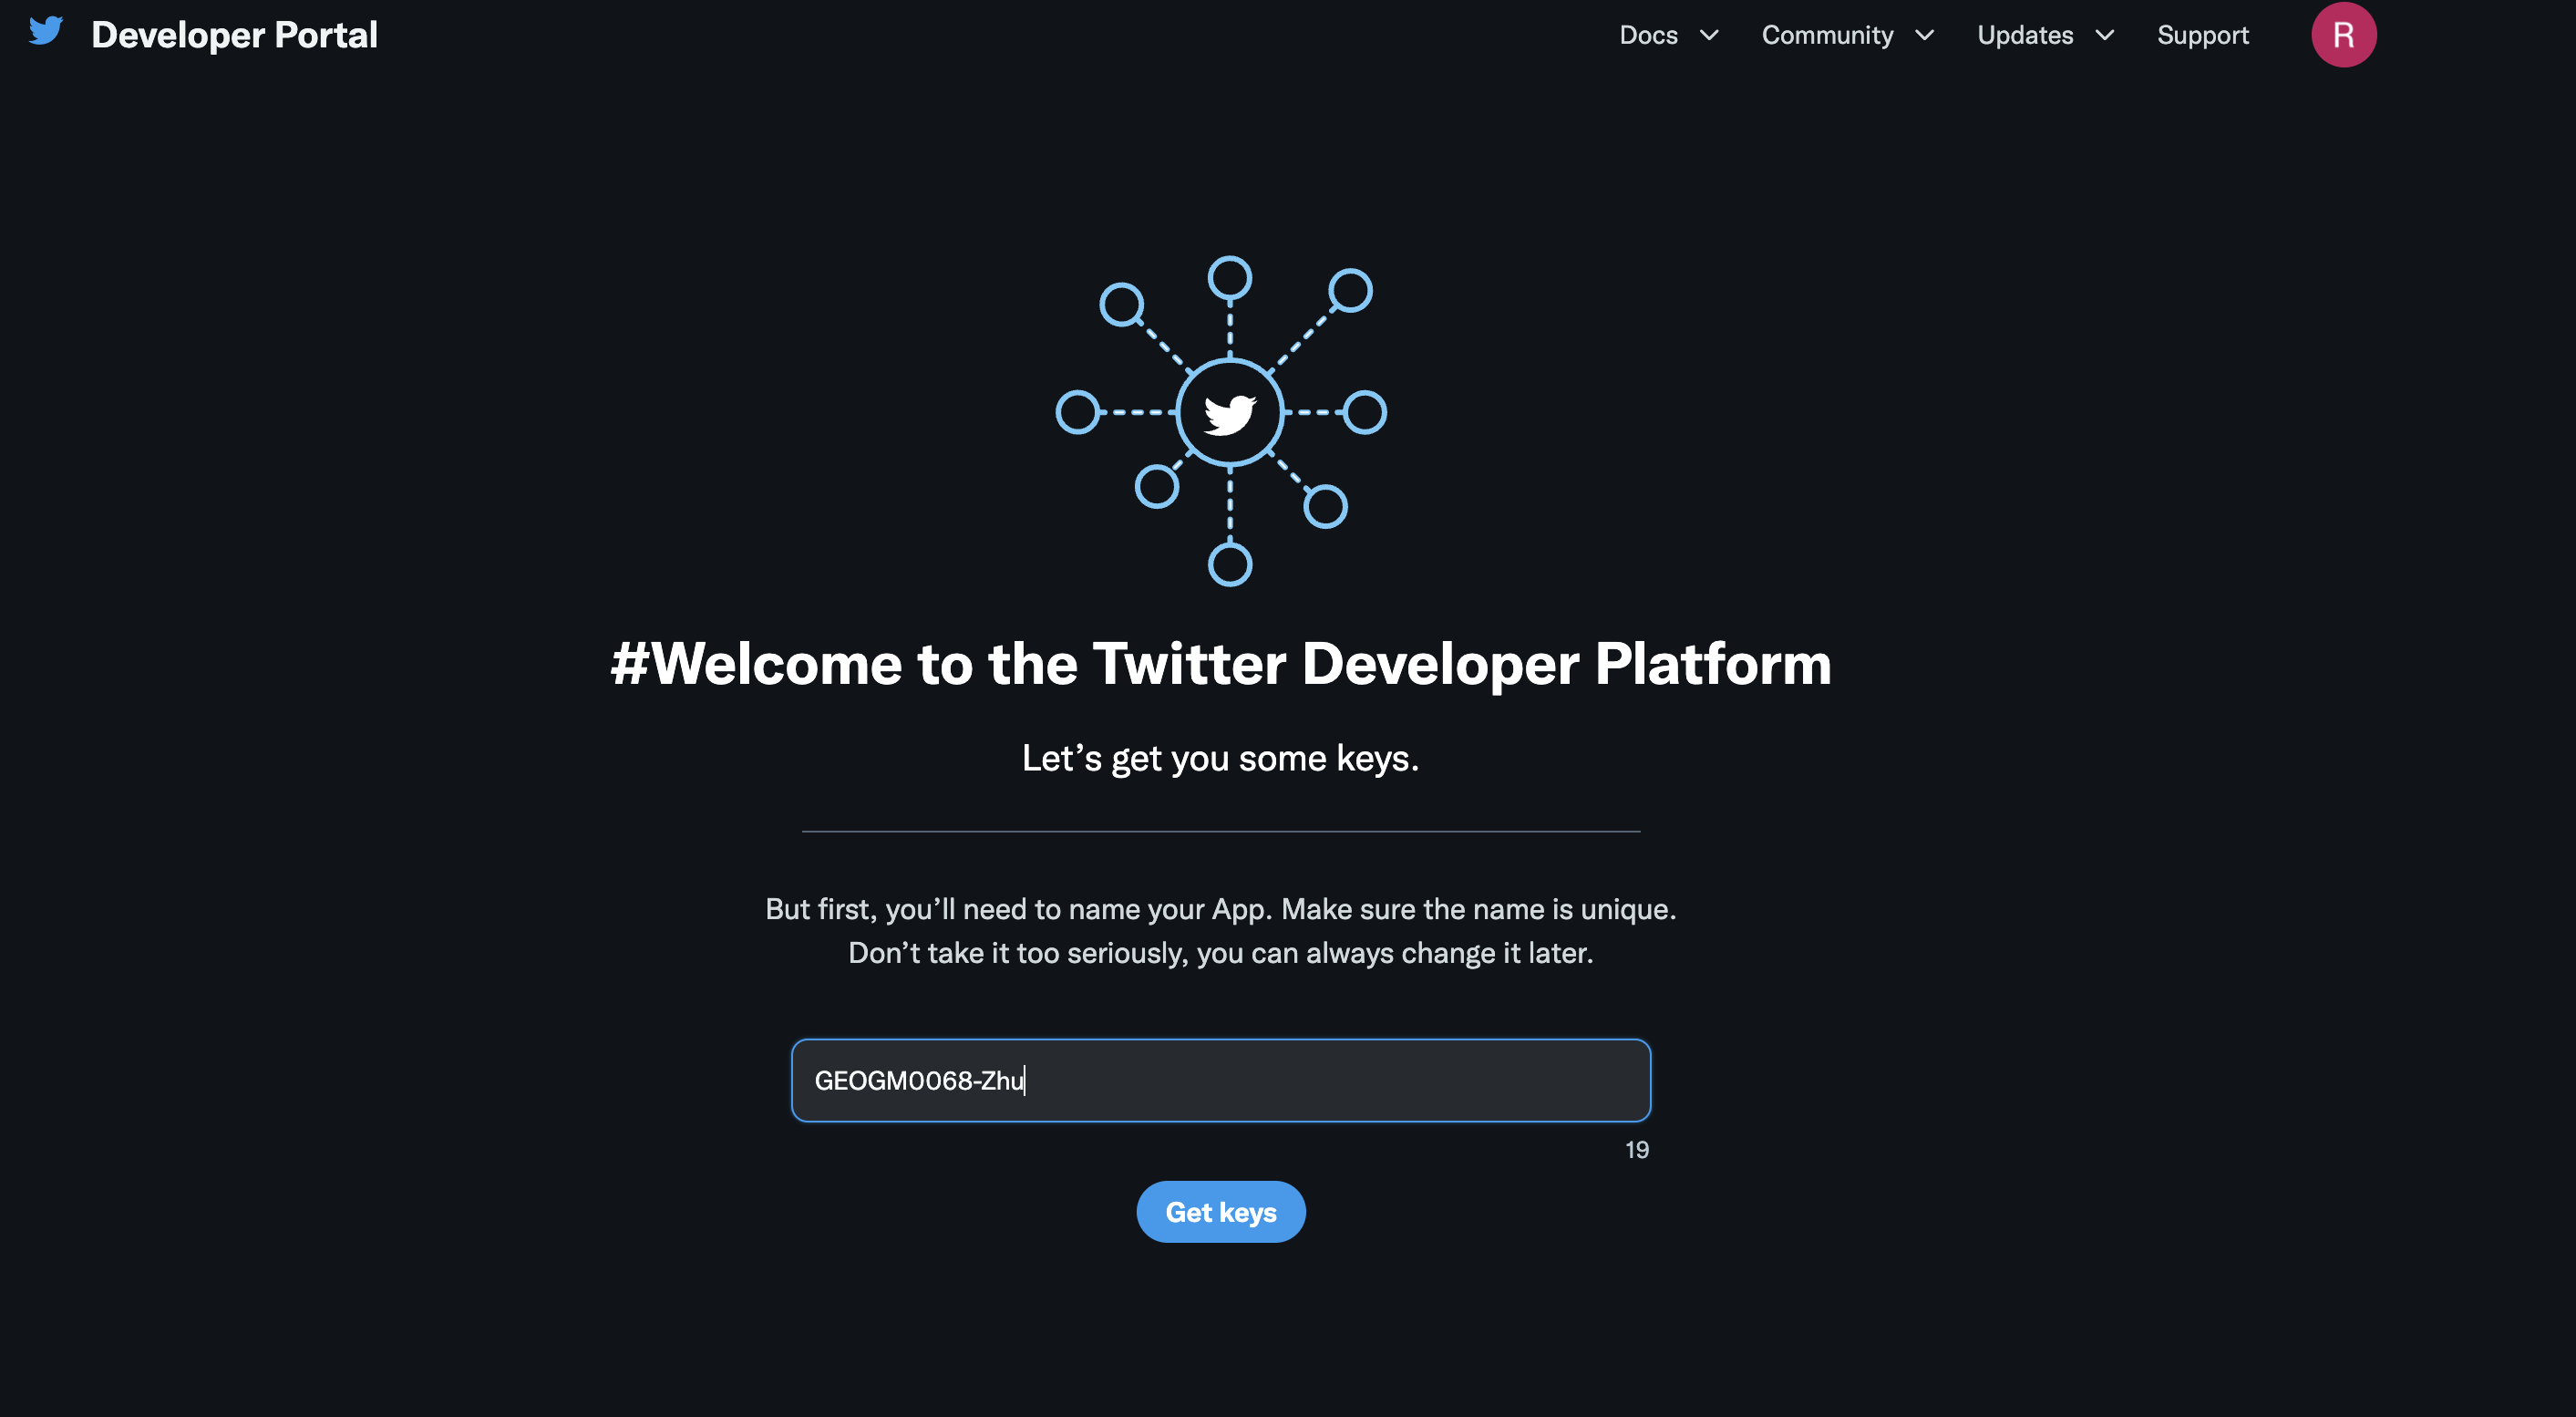 Developer Portal
Docs Community Updates Support R
#Welcome to the Twitter Developer Platform
Let’s get you some keys.
But first, you’ll need to name your App. Make sure the name is unique.
Don’t take it too seriously, you can always change it later.
GEOGM0068-Zhu
19
Get keys